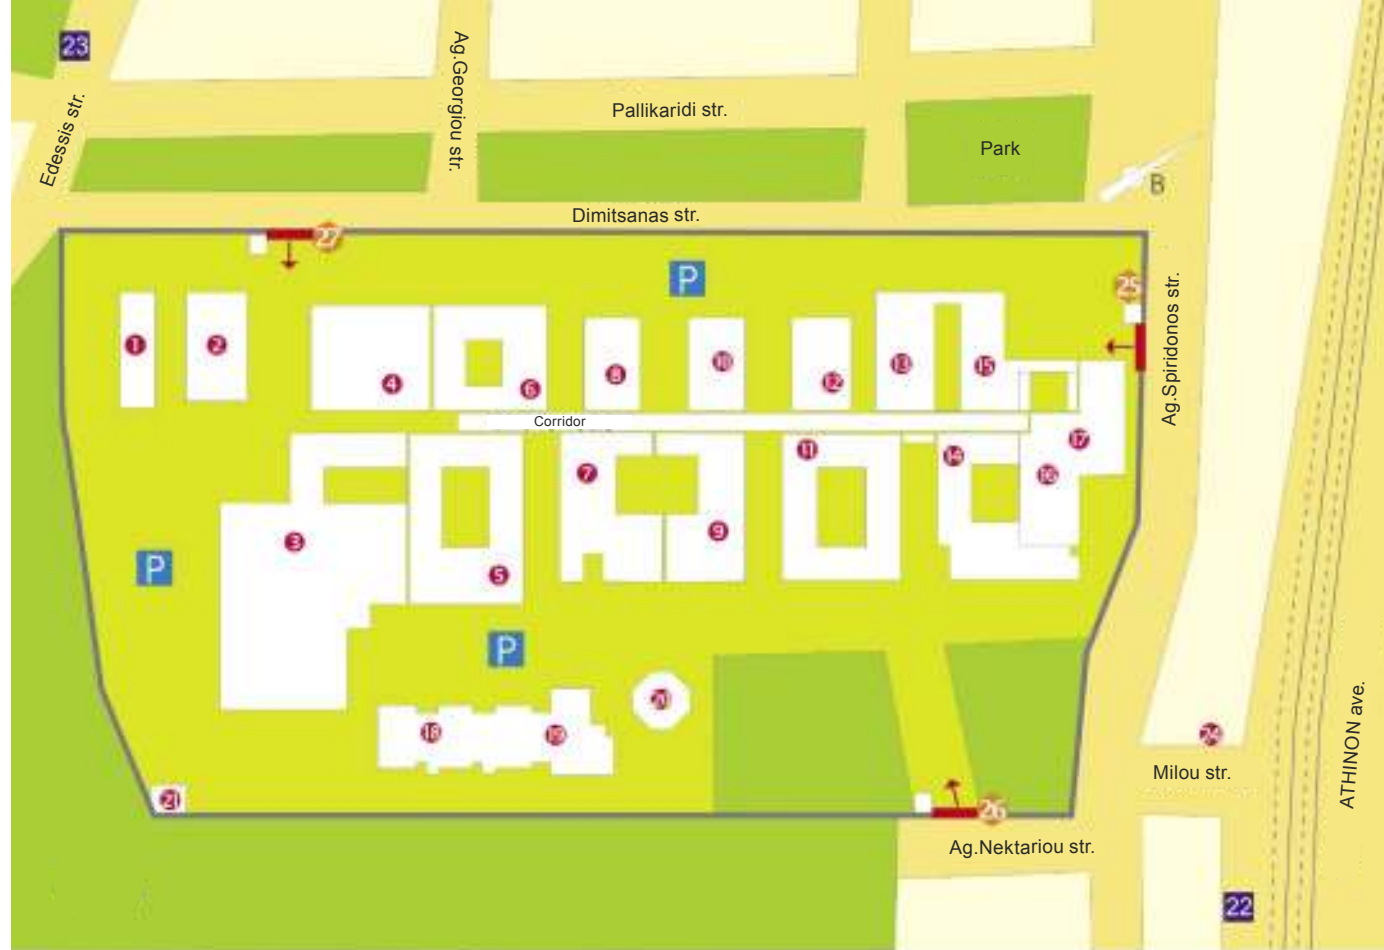 23
Ag.Georgiou str.
Edessis str.
Pallikaridi str.
Park
B
Dimitsanas str.
27
P
25
Ag.Spiridonos str.
1
2
4
6
8
10
12
13
15
Corridor
17
3
5
7
9
11
14
16
P
P
18
19
20
21
24
Milou str.
ATHINON ave.
26
Ag.Nektariou str.
22